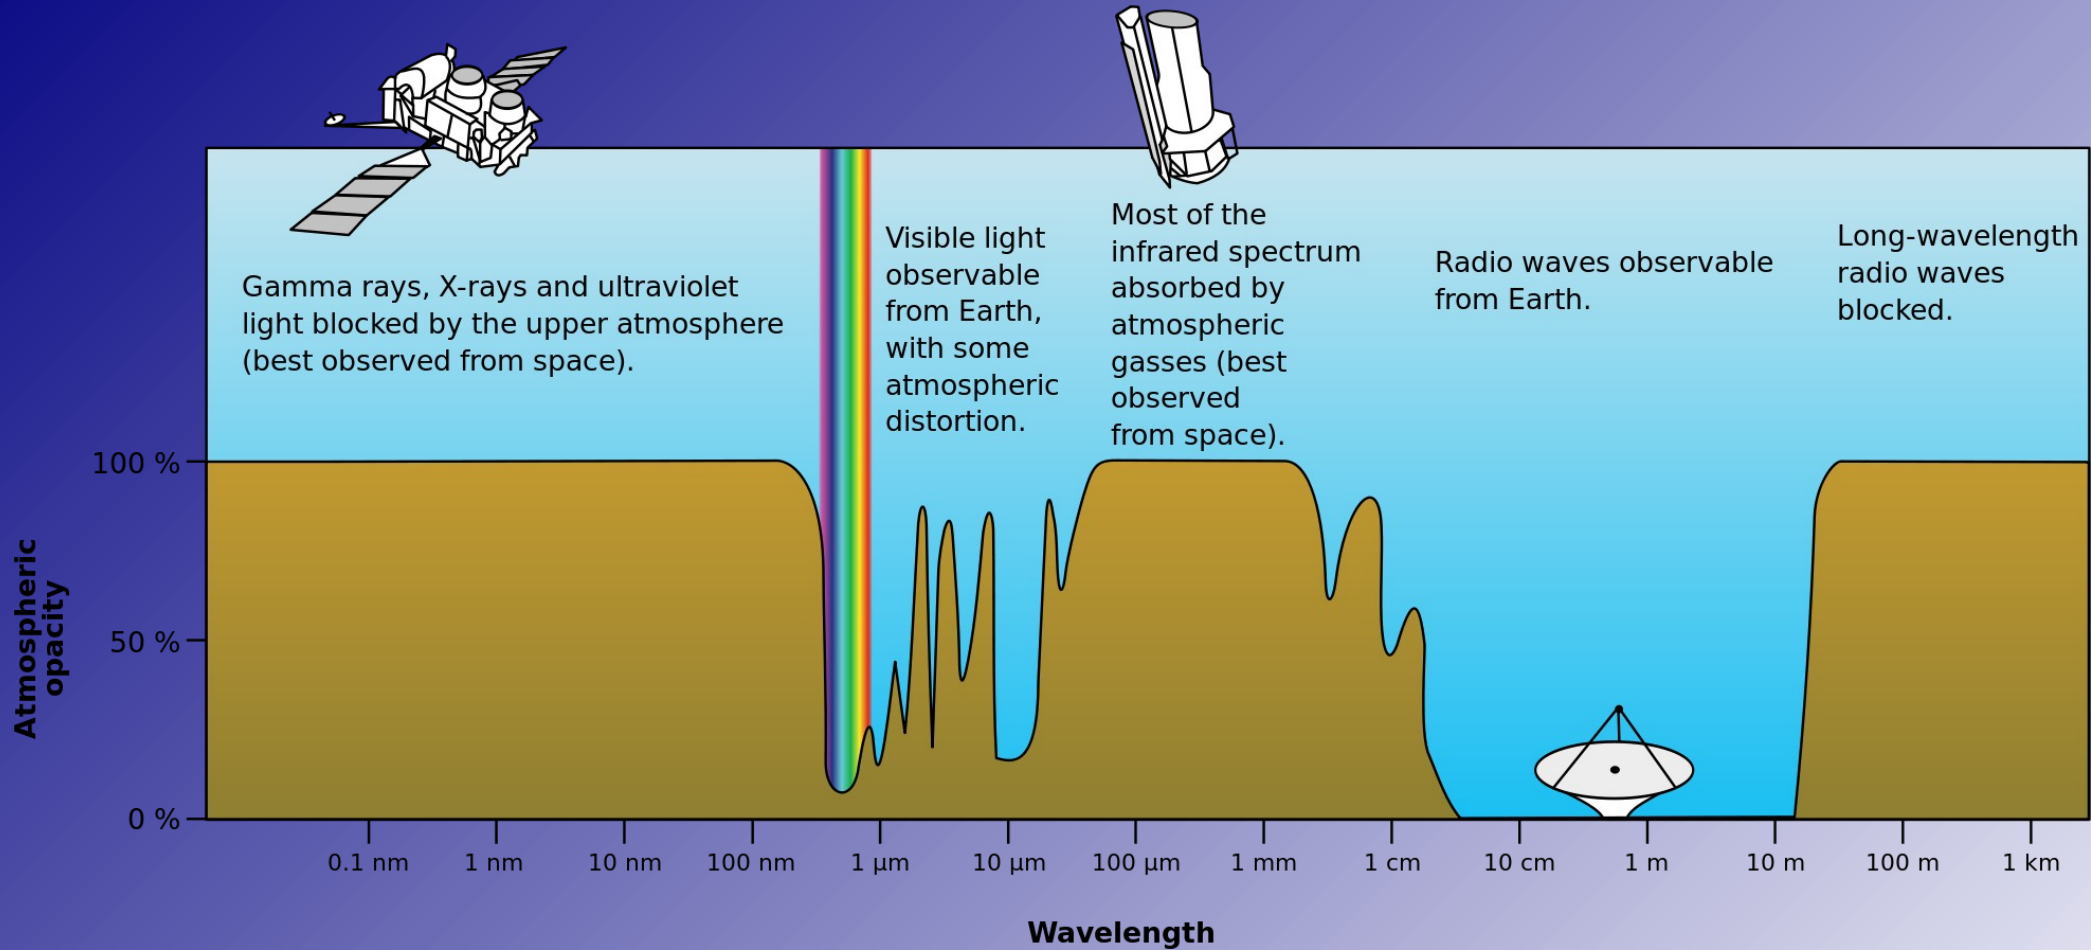 Gamma rays, X-rays and ultraviolet
light blocked by the upper atmosphere
(best observed from space).
Visible light
observable
from Earth,
with some
atmospheric
distortion.
Most of the
infrared spectrum
absorbed by
atmospheric
gasses (best
observed
from space).
Radio waves observable
from Earth.
Long-wavelength
radio waves
blocked.
Atmospheric
opacity
100 %
50 %
0 %
0.1 nm 1 nm 10 nm 100 nm 1 μm 10 μm 100 μm 1 mm 1 cm 10 cm 1 m 10 m 100 m 1 km
Wavelength